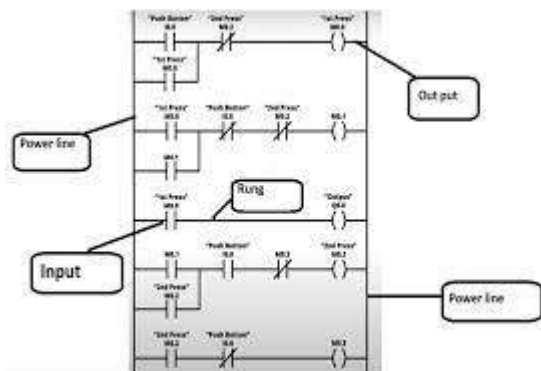 "Push Button" "2nd Press" "1st Press"
I0.0 M0.2 M0.0
"1st Press"
M0.0
Out put
"1st Press" "Push Button" "2nd Press"
M0.0 I0.0 M0.2 M0.1
Power line
M0.1
Rung
"1st Press" "Output"
M0.0 Q0.0
Input
"Push Button" "2nd Press"
M0.1 I0.0 M0.3 M0.2
"2nd Press"
M0.2
Power line
"2nd Press" "Push Button"
M0.2 I0.0 M0.3